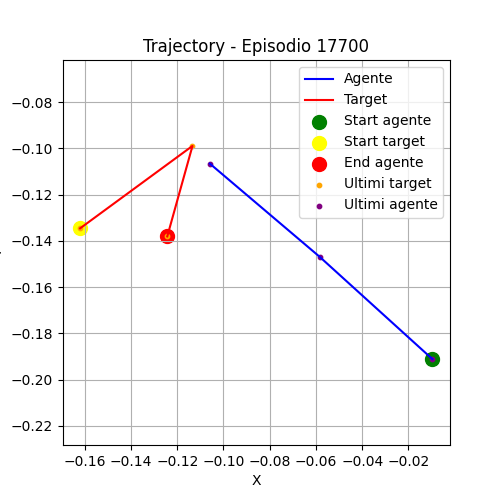 Trajectory - Episodio 17700
Agente
Target
Start agente
Start target
End agente
Ultimi target
Ultimi agente
−0.08
−0.10
−0.12
−0.14
−0.16
−0.18
−0.20
−0.22
−0.16 −0.14 −0.12 −0.10 −0.08 −0.06 −0.04 −0.02
X